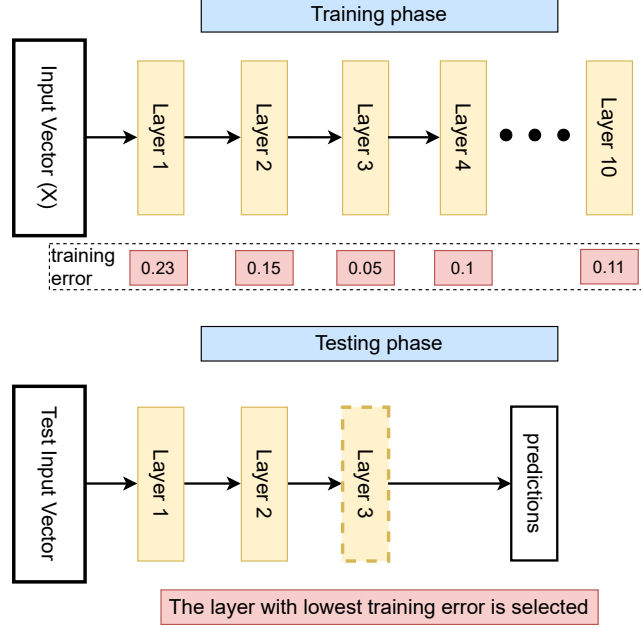 Training phase
Input Vector (X)
Layer 1
Layer 2
Layer 3
Layer 4
Layer 10
training
error
0.23
0.15
0.05
0.1
0.11
Testing phase
Test Input Vector
Layer 1
Layer 2
Layer 3
predictions
The layer with lowest training error is selected